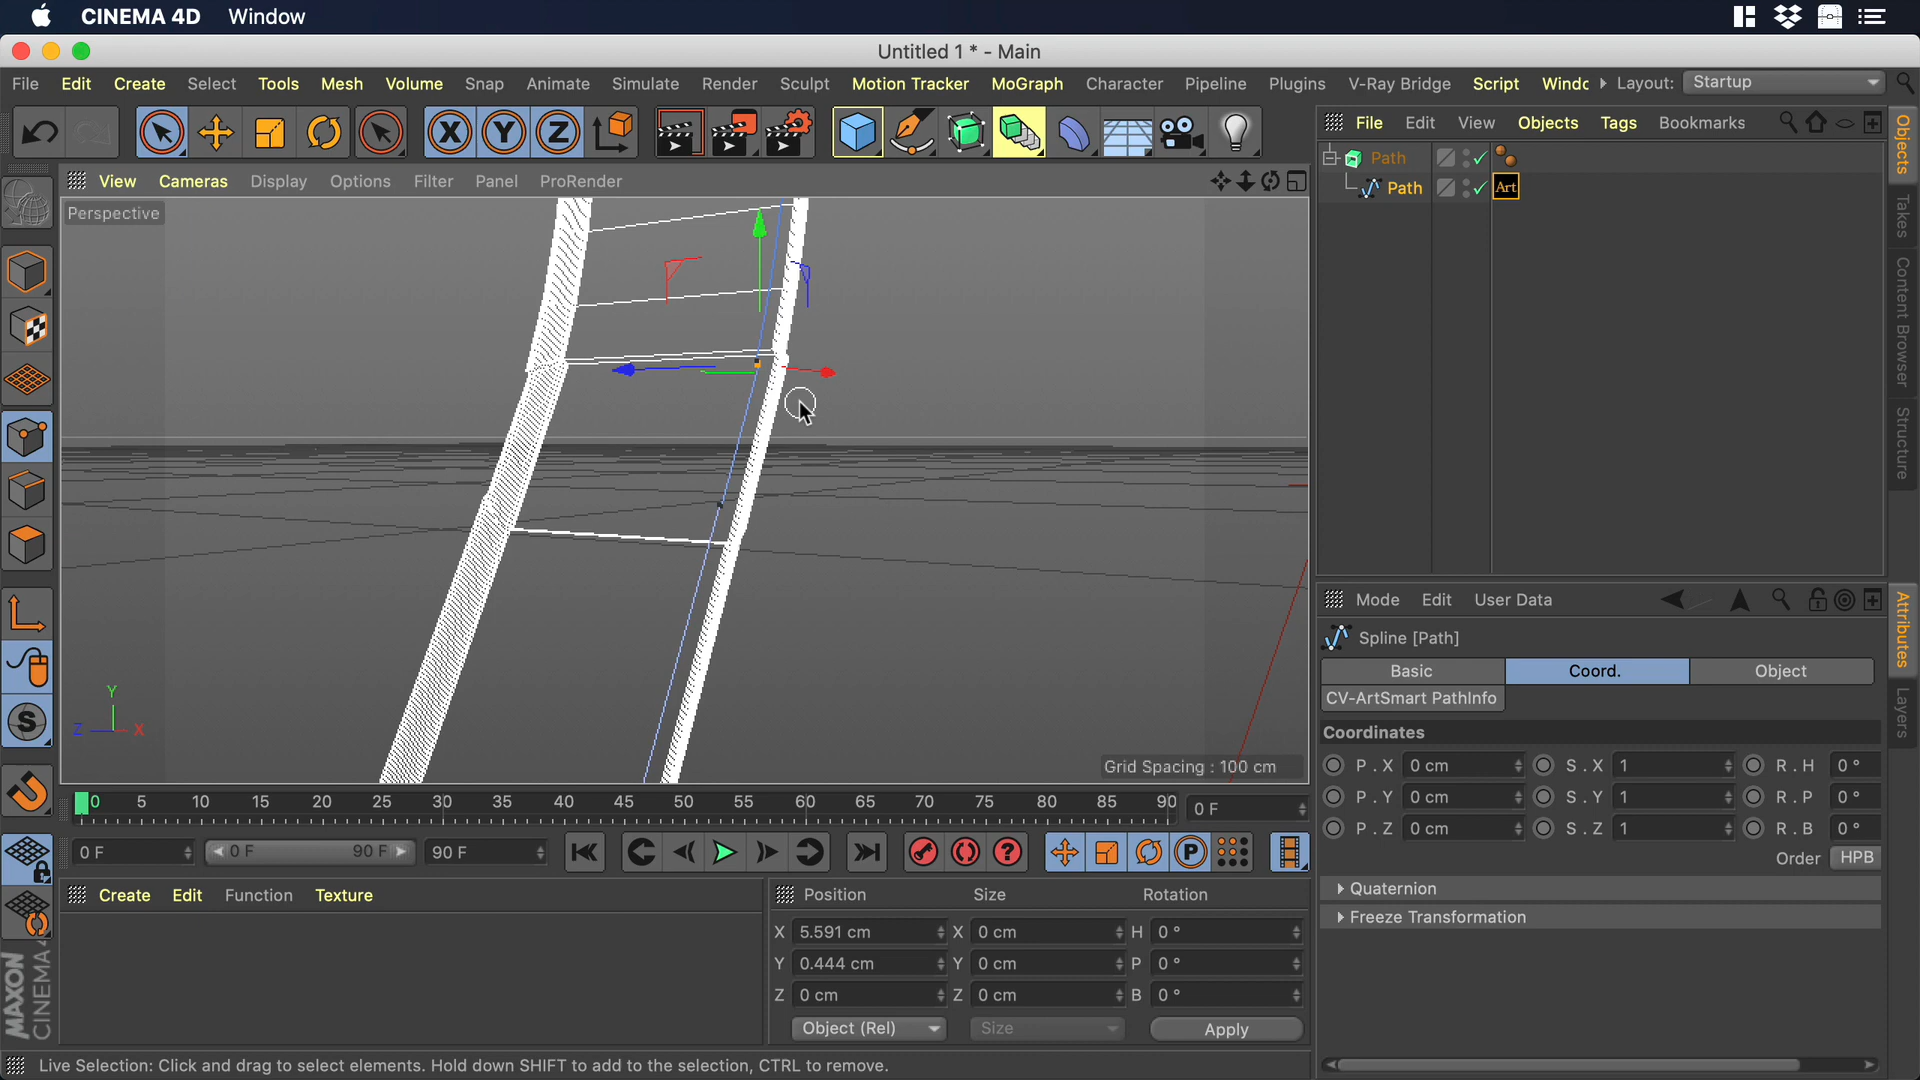 CINEMA 4D Window
Untitled 1 * - Main
File Edit Create Select Tools Mesh Volume Snap Animate Simulate Render Sculpt Motion Tracker MoGraph Character Pipeline Plugins V-Ray Bridge Script Windc Layout: Startup
X Y Z
File Edit View Objects Tags Bookmarks
Objects
Takes
Content Browser
Structure
View Cameras Display Options Filter Panel ProRender
Perspective
Path
Path Art
Y
Z X
Grid Spacing : 100 cm
S
Mode Edit User Data
Attributes
Layers
Spline [Path]
Basic Coord. Object
CV-ArtSmart PathInfo
Coordinates
P . X 0 cm S . X 1 R . H 0 °
P . Y 0 cm S . Y 1 R . P 0 °
P . Z 0 cm S . Z 1 R . B 0 °
Order HPB
Quaternion
Freeze Transformation
0 5 10 15 20 25 30 35 40 45 50 55 60 65 70 75 80 85 90 0 F
0 F 0 F 90 F 90 F ? P
Create Edit Function Texture
Position Size Rotation
X 5.591 cm X 0 cm H 0 °
Y 0.444 cm Y 0 cm P 0 °
Z 0 cm Z 0 cm B 0 °
Object (Rel) Size Apply
MAXON
CINEMA 4
Live Selection: Click and drag to select elements. Hold down SHIFT to add to the selection, CTRL to remove.